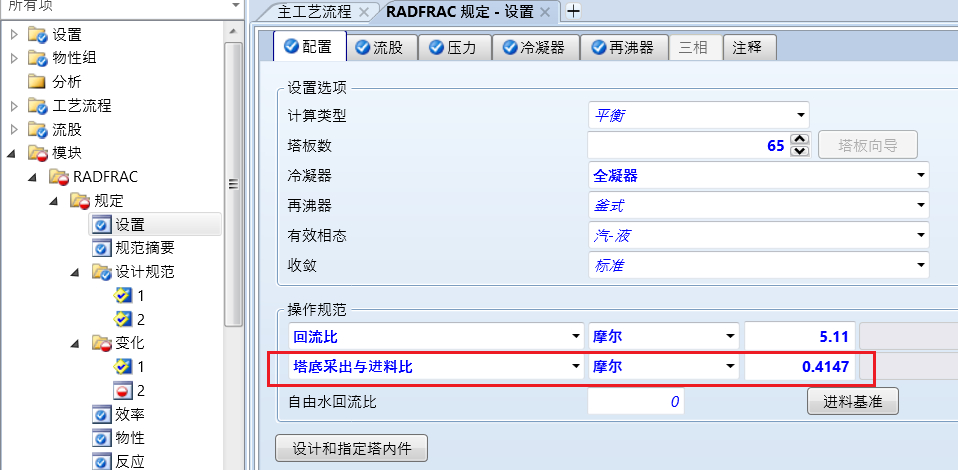 所有项
设置
物性组
分析
工艺流程
流股
模块
RADFRAC
规定
设置
规范摘要
设计规范
1
2
变化
1
2
效率
物性
反应
主工艺流程
RADFRAC 规定 - 设置
配置
流股
压力
冷凝器
再沸器
三相
注释
设置选项
计算类型 平衡
塔板数 65 塔板向导
冷凝器 全凝器
再沸器 釜式
有效相态 汽-液
收敛 标准
操作规范
回流比 摩尔 5.11
塔底采出与进料比 摩尔 0.4147
自由水回流比 0 进料基准
设计和指定塔内件